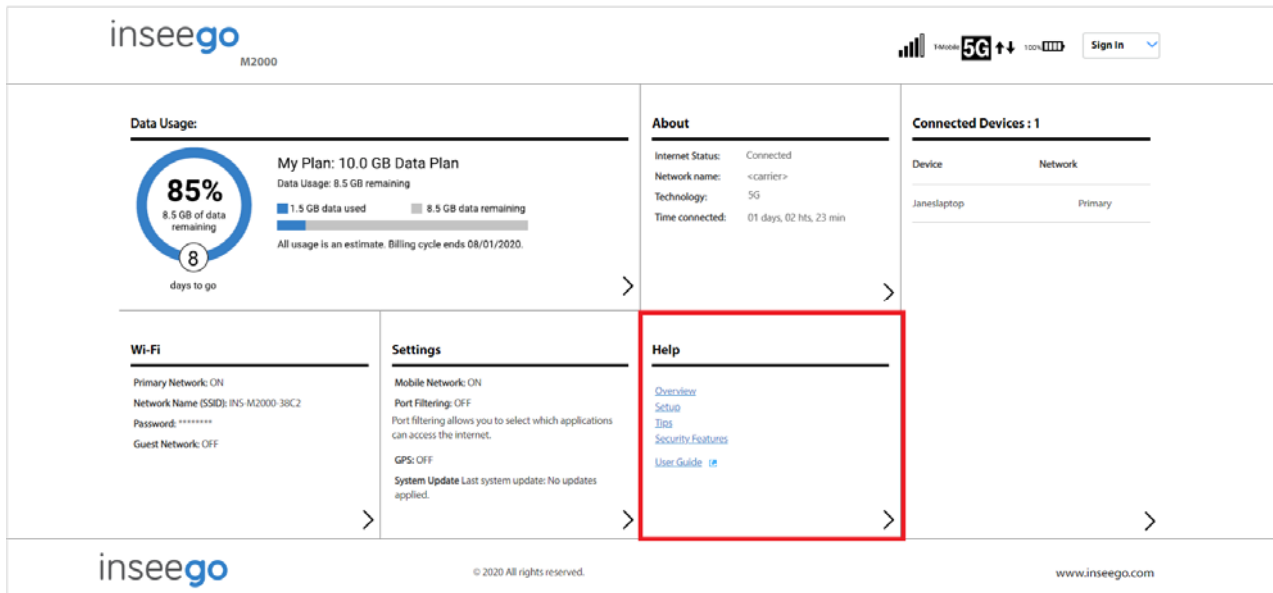 inseego
M2000
T-Mobile 5G 100% Sign In
Data Usage:
85%
8.5 GB of data
remaining
8
days to go
My Plan: 10.0 GB Data Plan
Data Usage: 8.5 GB remaining
1.5 GB data used 8.5 GB data remaining
All usage is an estimate. Billing cycle ends 08/01/2020.
About
Internet Status: Connected
Network name: <carrier>
Technology: 5G
Time connected: 01 days, 02 hts, 23 min
Connected Devices : 1
Device Network
Janeslaptop Primary
Wi-Fi
Primary Network: ON
Network Name (SSID): INS-M2000-38C2
Password: ********
Guest Network: OFF
Settings
Mobile Network: ON
Port Filtering: OFF
Port filtering allows you to select which applications
can access the internet.
GPS: OFF
System Update Last system update: No updates
applied.
Help
Overview
Setup
Tips
Security Features
User Guide
inseego
© 2020 All rights reserved.
www.inseego.com